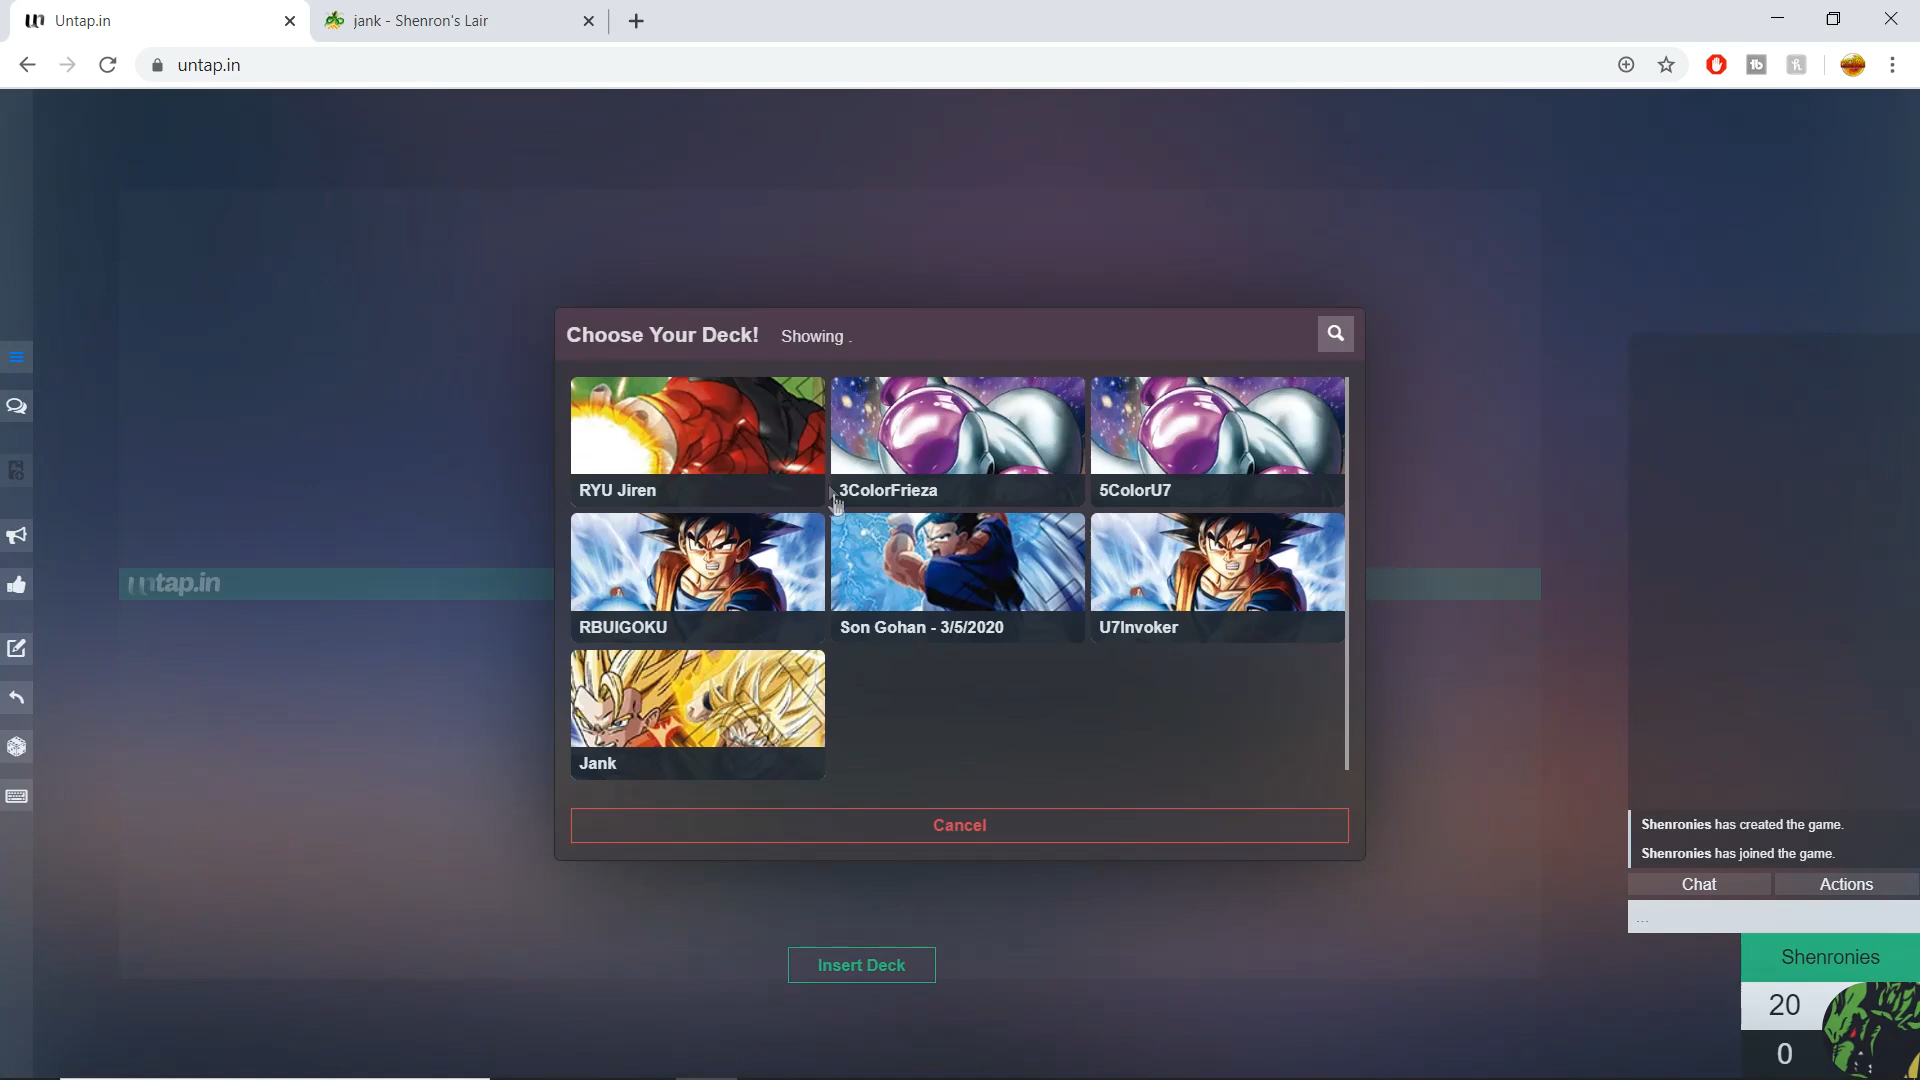 Untap.in
jank - Shenron's Lair
untap.in
Choose Your Deck! Showing .
RYU Jiren
3ColorFrieza
5ColorU7
untap.in
RBUIGOKU
Son Gohan - 3/5/2020
U7Invoker
Jank
Cancel
Shenronies has created the game.
Shenronies has joined the game.
Chat
Actions
...
Insert Deck
Shenronies
20
0